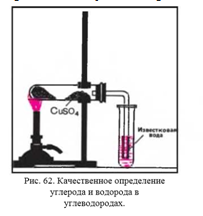 CuSO₄
Известковая
вода
Рис. 62. Качественное определение
углерода и водорода в
углеводородах.